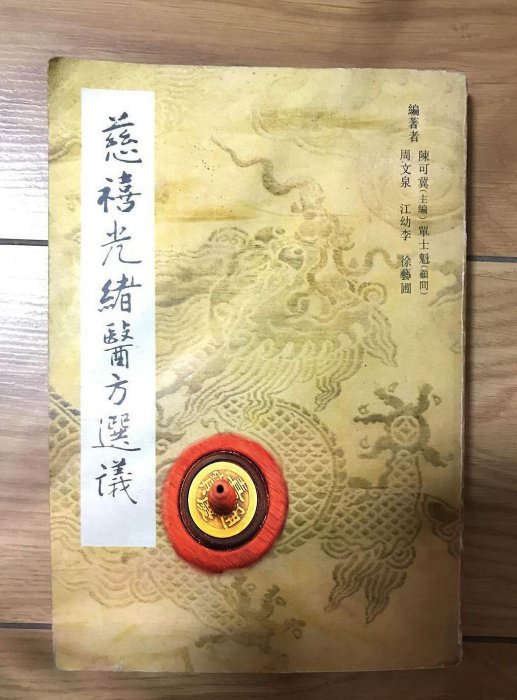 慈禧光緒醫方選議
編著者
陳可冀(主編) 單士魁(顧問)
周文泉 江幼李 徐藝圃